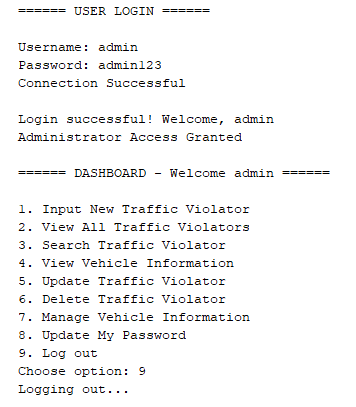 ====== USER LOGIN ======
Username: admin
Password: admin123
Connection Successful
Login successful! Welcome, admin
Administrator Access Granted
====== DASHBOARD - Welcome admin ======
1. Input New Traffic Violator
2. View All Traffic Violators
3. Search Traffic Violator
4. View Vehicle Information
5. Update Traffic Violator
6. Delete Traffic Violator
7. Manage Vehicle Information
8. Update My Password
9. Log out
Choose option: 9
Logging out...